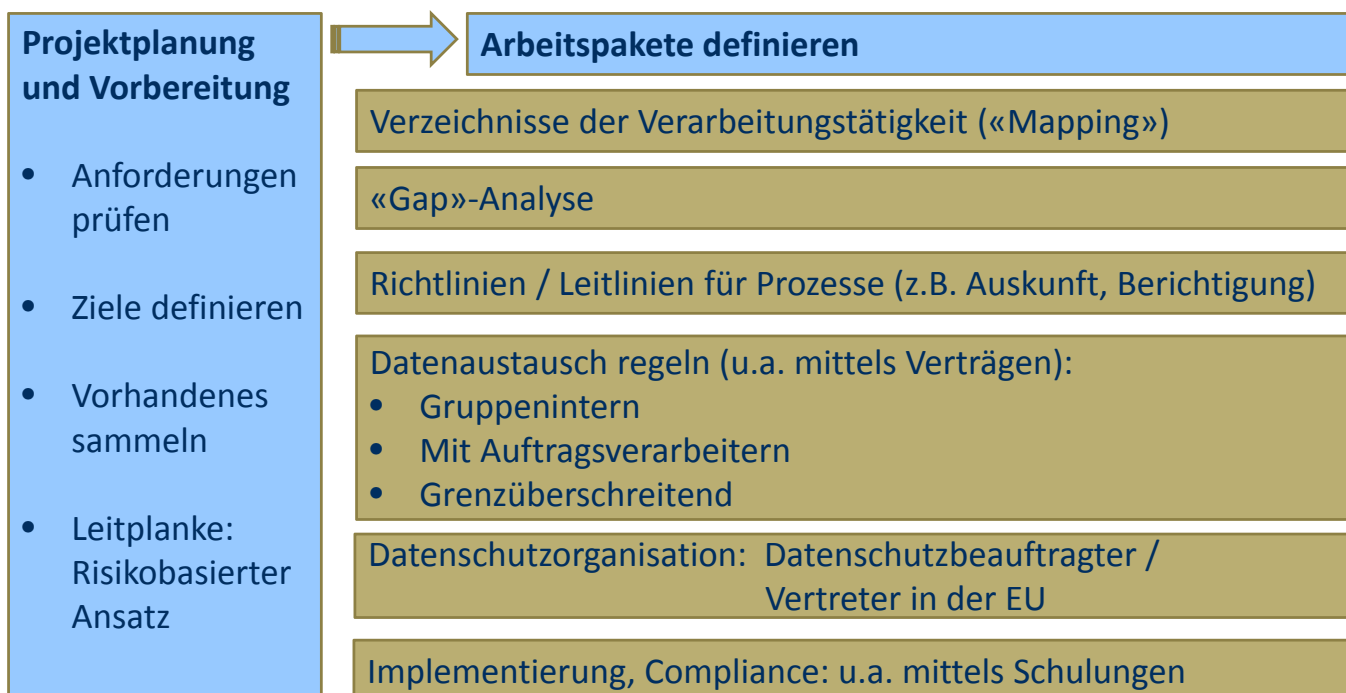 Projektplanung
und Vorbereitung
• Anforderungen
prüfen
• Ziele definieren
• Vorhandenes
sammeln
• Leitplanke:
Risikobasierter
Ansatz
Arbeitspakete definieren
Verzeichnisse der Verarbeitungstätigkeit («Mapping»)
«Gap»-Analyse
Richtlinien / Leitlinien für Prozesse (z.B. Auskunft, Berichtigung)
Datenaustausch regeln (u.a. mittels Verträgen):
• Gruppenintern
• Mit Auftragsverarbeitern
• Grenzüberschreitend
Datenschutzorganisation: Datenschutzbeauftragter /
Vertreter in der EU
Implementierung, Compliance: u.a. mittels Schulungen